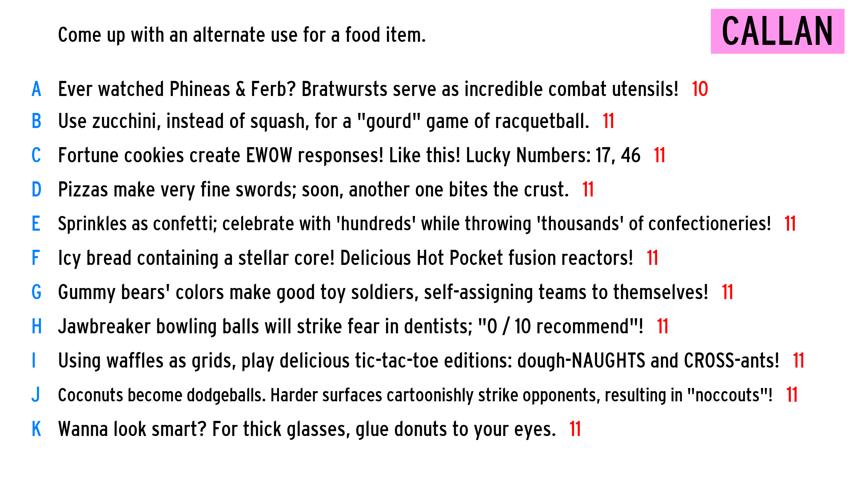 Come up with an alternate use for a food item.
CALLAN
A Ever watched Phineas & Ferb? Bratwursts serve as incredible combat utensils! 10
B Use zucchini, instead of squash, for a "gourd" game of racquetball. 11
C Fortune cookies create EWOW responses! Like this! Lucky Numbers: 17, 46 11
D Pizzas make very fine swords; soon, another one bites the crust. 11
E Sprinkles as confetti; celebrate with 'hundreds' while throwing 'thousands' of confectioneries! 11
F Icy bread containing a stellar core! Delicious Hot Pocket fusion reactors! 11
G Gummy bears' colors make good toy soldiers, self-assigning teams to themselves! 11
H Jawbreaker bowling balls will strike fear in dentists; "0 / 10 recommend"! 11
I Using waffles as grids, play delicious tic-tac-toe editions: dough-NAUGHTS and CROSS-ants! 11
J Coconuts become dodgeballs. Harder surfaces cartoonishly strike opponents, resulting in "noccouts"! 11
K Wanna look smart? For thick glasses, glue donuts to your eyes. 11